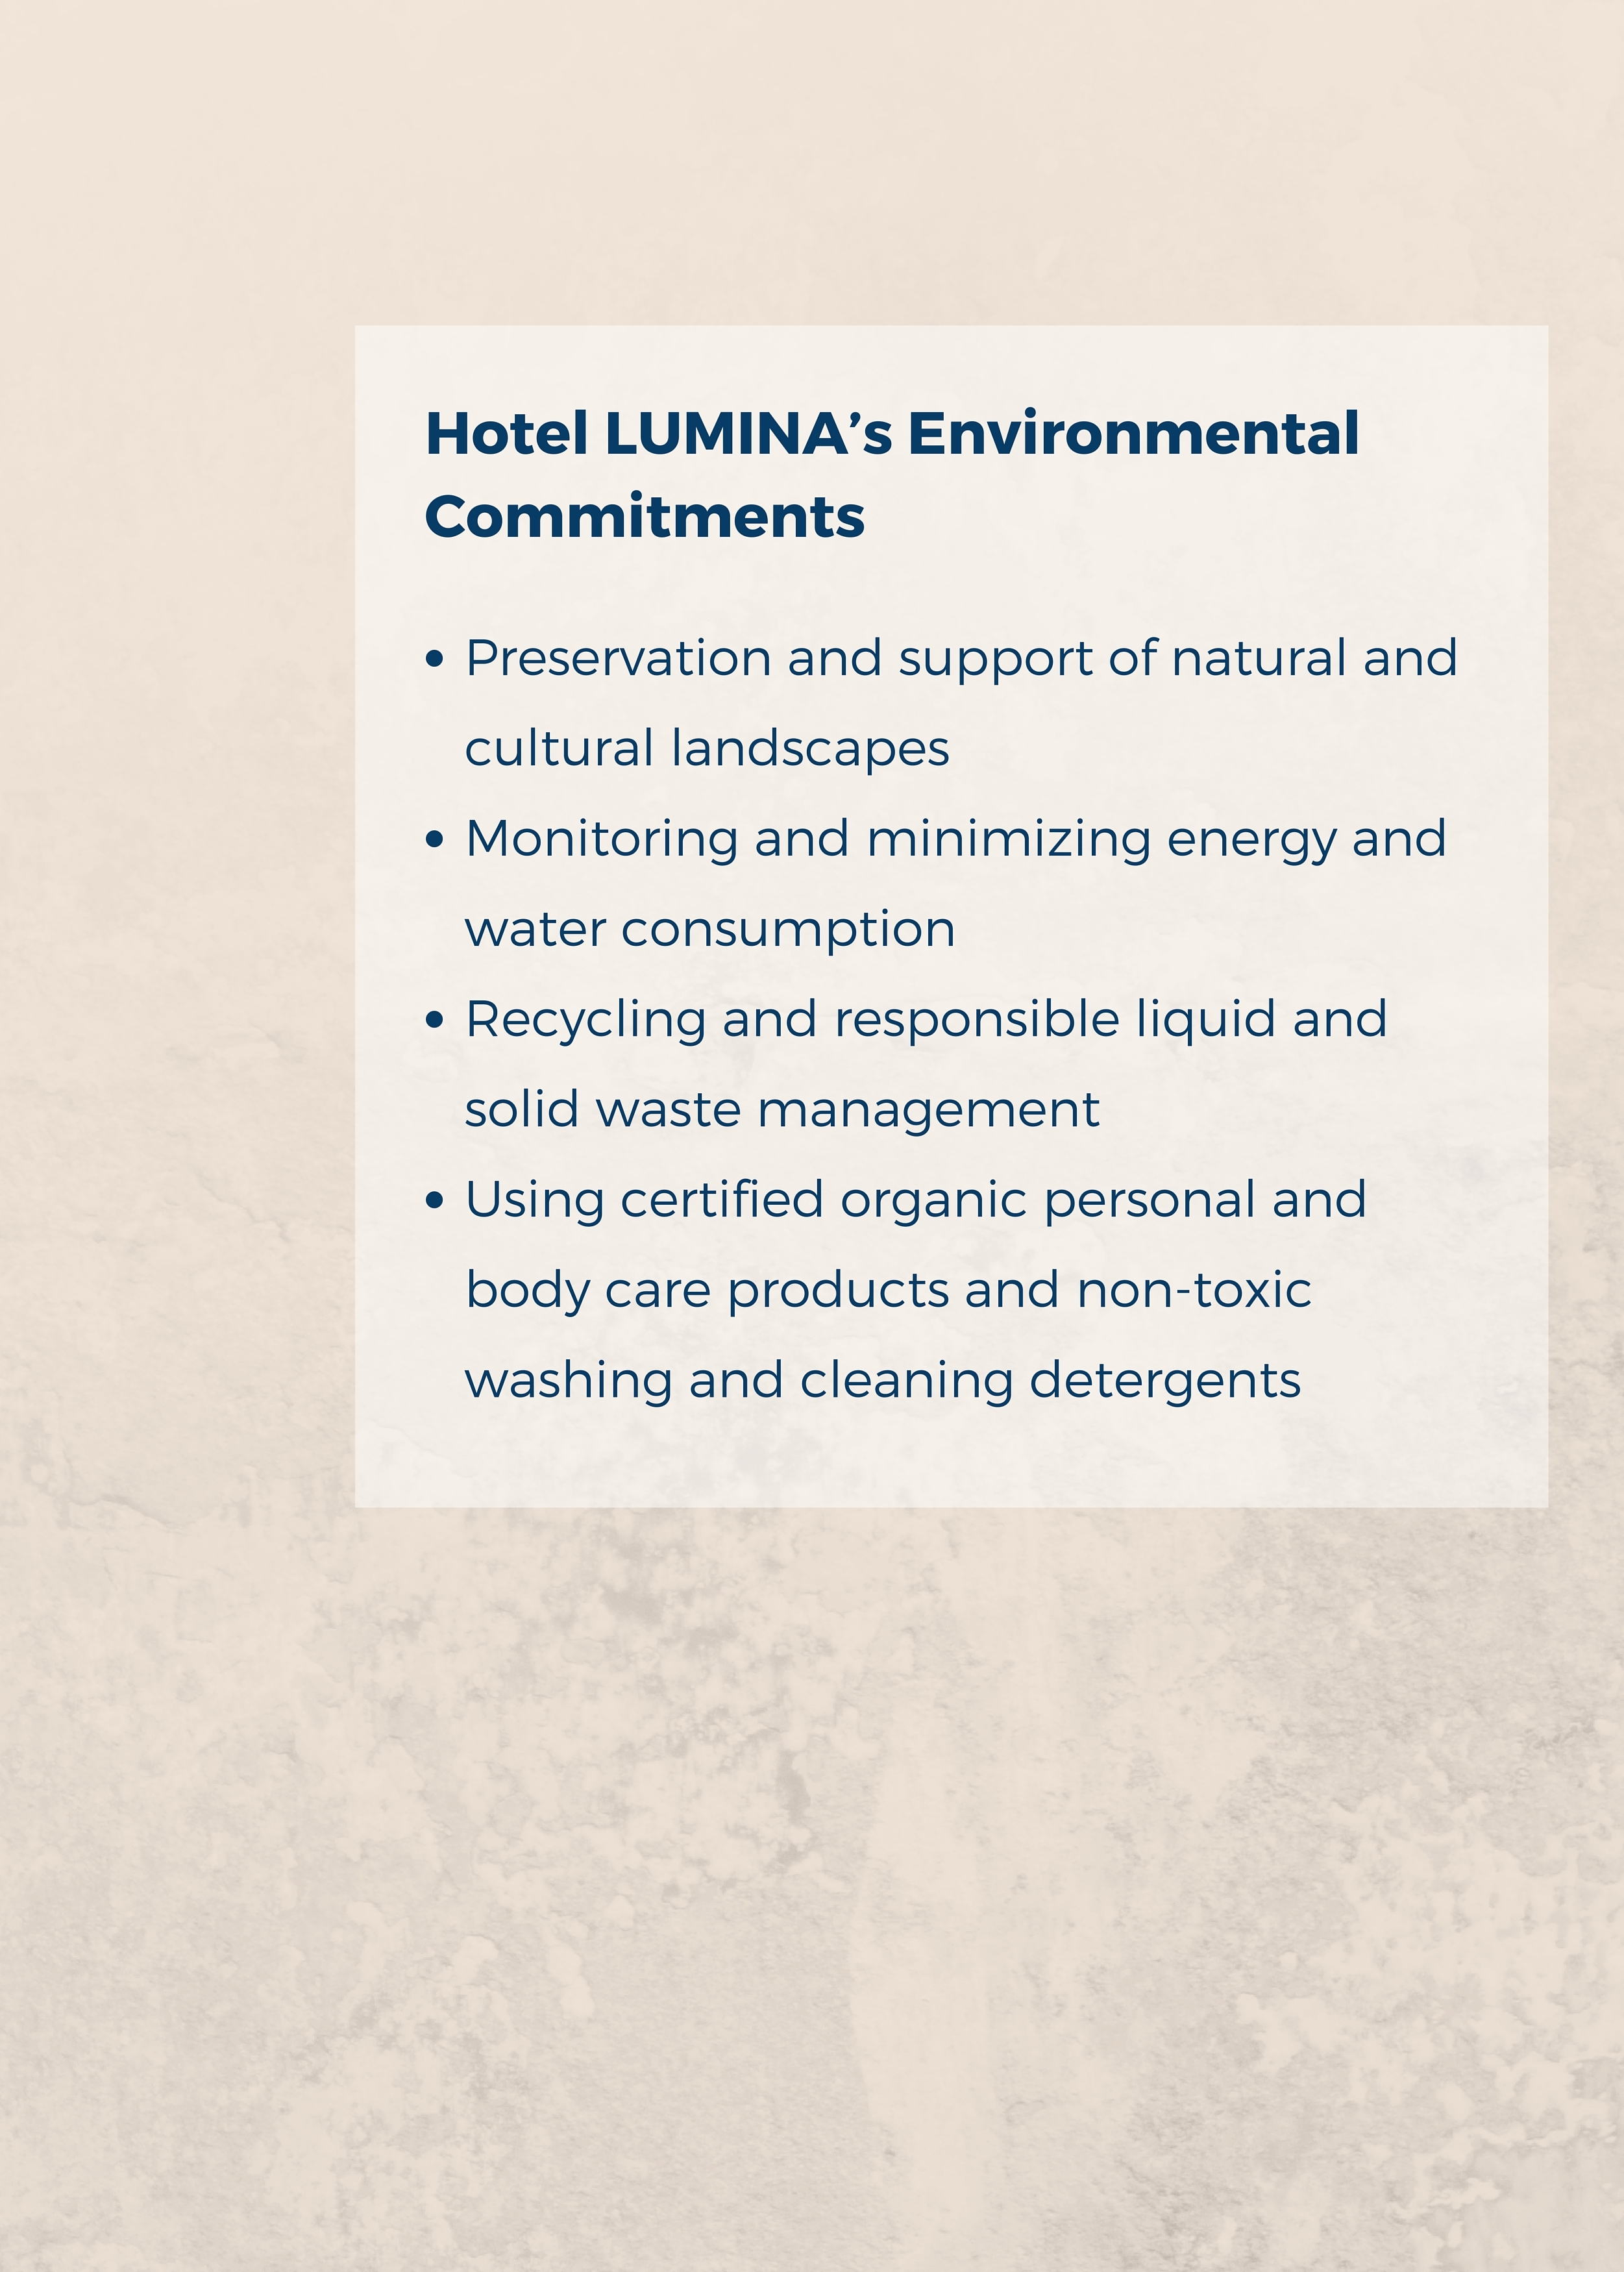 Hotel LUMINA’s Environmental
Commitments
• Preservation and support of natural and
cultural landscapes
• Monitoring and minimizing energy and
water consumption
• Recycling and responsible liquid and
solid waste management
• Using certified organic personal and
body care products and non-toxic
washing and cleaning detergents